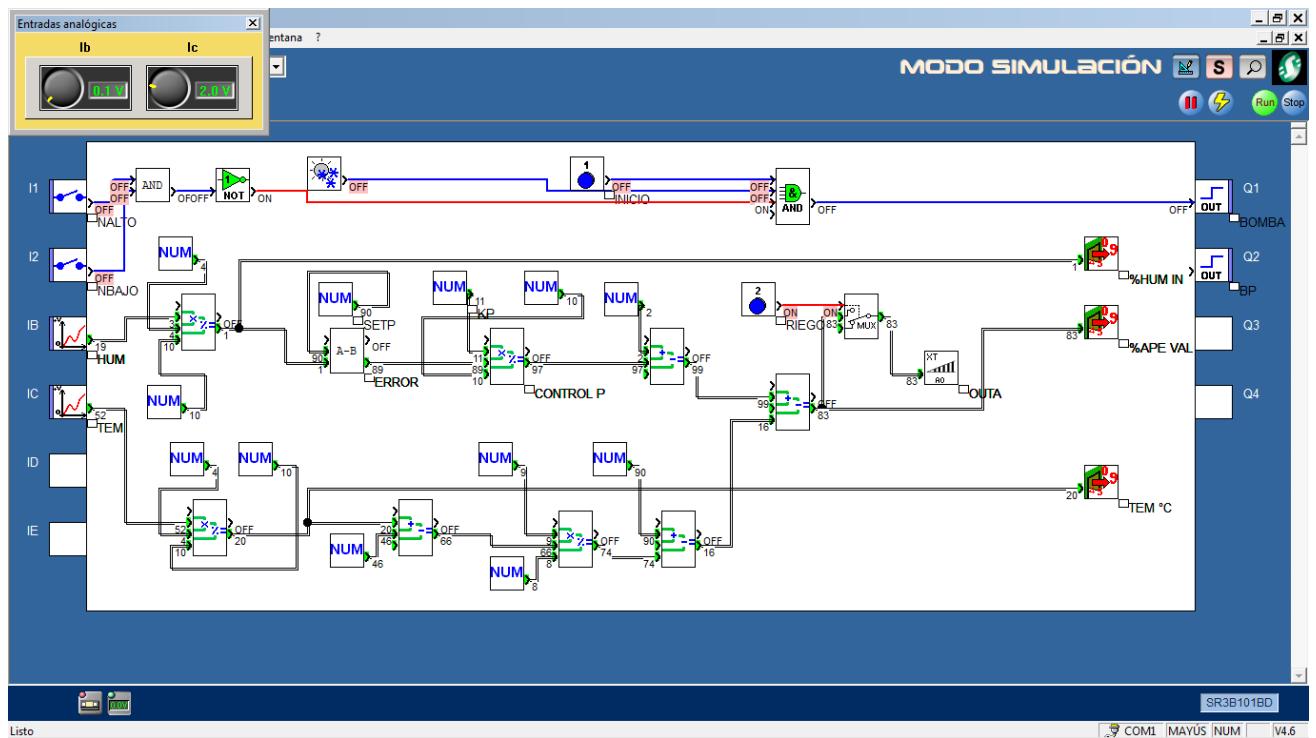 Entradas analógicas
Ib Ic
0.1 V 2.0 V
entana ?
MODO SIMULACIÓN
S
Run Stop
I1
OFF
NALTO
OFF
OFF
AND
OFOFF
1
NOT
ON
OFF
1
OFF
INICIO
OFF
OFF
ON
&
AND
OFF
OFF
OUT
Q1
BOMBA
I2
OFF
NBAJO
NUM
4
NUM
90
SETP
NUM
11
KP
NUM
10
NUM
2
2
ON
RIEGO
ON
83
MUX
83
1
%HUM IN
OUT
Q2
BP
IB
19
HUM
3
4
10
OFF
1
90
1
A-B
OFF
89
ERROR
11
89
10
OFF
97
CONTROL P
2
97
OFF
99
83
XT
A0
OUTA
83
%APE VAL
Q3
IC
52
TEM
NUM
10
99
16
OFF
83
Q4
ID
NUM
4
NUM
10
NUM
9
NUM
90
20
TEM °C
IE
52
4
10
OFF
20
20
46
OFF
66
NUM
46
9
66
8
OFF
74
NUM
8
90
74
OFF
16
SR3B101BD
Listo
COM1 MAYÚS NUM V4.6